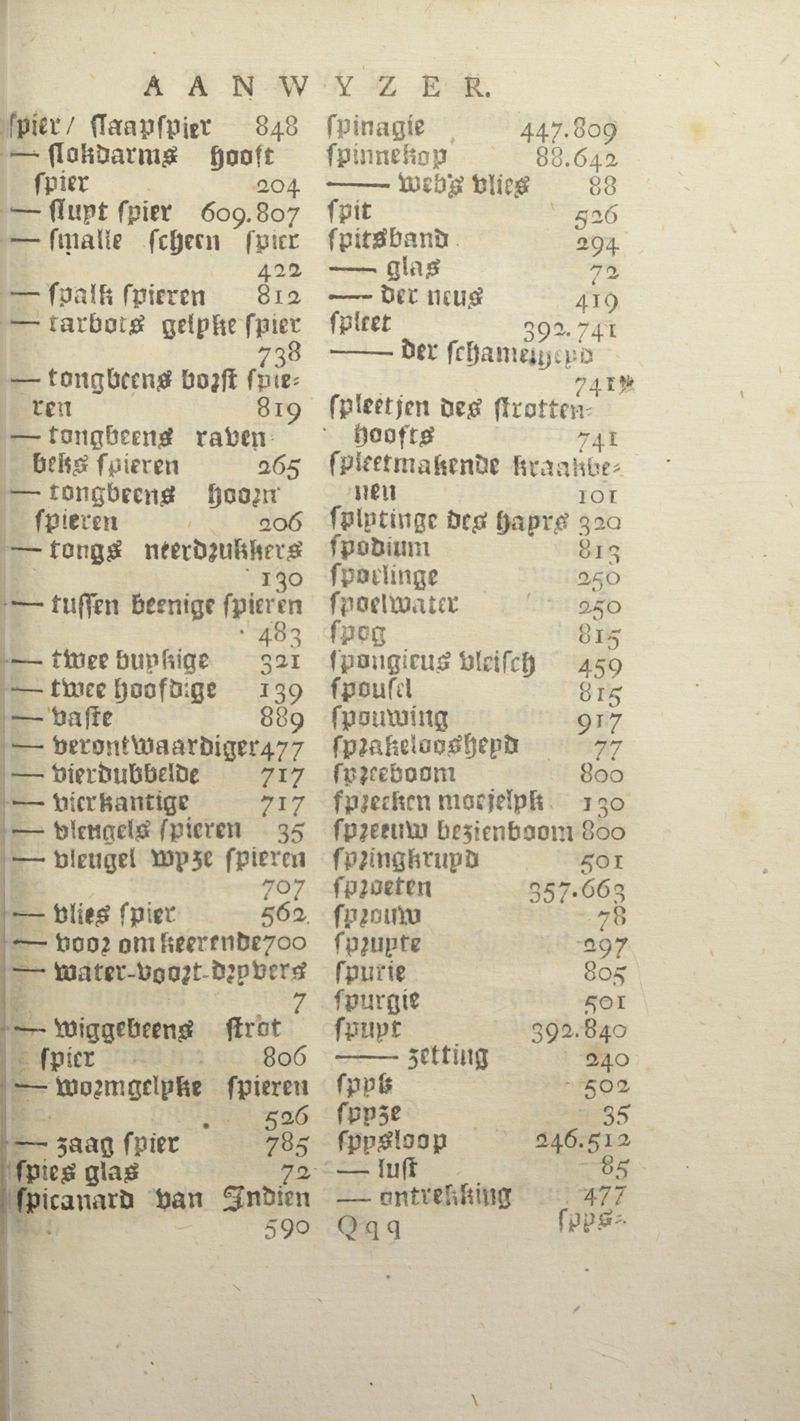 AANWYZER.
spier/ slaapspier 848
— slokdarms hooft
spier 204
— sluyt spier 609.807
— smalle scheen spier
422
— spalk spieren 812
— tarbots gelyke spier
738
— tongbeens borst spie-
ren 819
— tongbeens raven
beks spieren 265
— tongbeens hoorn
spieren 206
— tongs neerdrukkers
130
— tussen beenige spieren
483
— twee buykige 321
— twee hoofdige 139
— vaste 889
— verontwaardiger 477
— vierdubbelde 717
— vierkantige 717
— vleugels spieren 35
— vleugel wyze spieren
707
— vlies spier 562
— voor om keerende 700
— water-voort-dryvers
7
— wiggebeens strot
spier 806
— wormgelyke spieren
526
— zaag spier 785
spies glas 72
spicanard van Indien
590
spinagie 447.809
spinnekop 88.642
—— web's vlies 88
spit 526
spitsband 294
—— glas 72
—— der neus 419
spleet 392.741
—— der schameiheyd
741
spleetjen des strotten-
hoofts 741
spleetmakende kraakbe-
nen 101
splytinge des hayrs 320
spodium 813
spoelinge 250
spoelwater 250
spog 815
spongieus vleisch 459
spoufel 815
spouwing 917
sprakeloosheyd 77
spreeboom 800
spreeken moejelyk 130
spreeuw bezienboom 800
springkruyd 501
sproeten 357.663
sprouw 78
spruyte 297
spurie 805
spurgie 501
spuyt 392.840
—— zetting 240
spyk 502
spyze 35
spysloop 246.512
— lust 85
— ontrekking 477
Qqq spys-